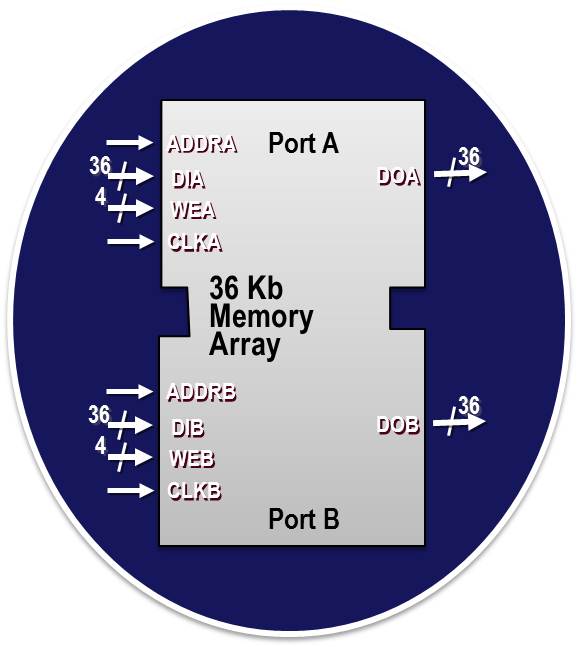 ADDRA
Port A
36
DIA
DOA
36
4
WEA
CLKA
36 Kb
Memory
Array
ADDRB
36
DIB
DOB
36
4
WEB
CLKB
Port B